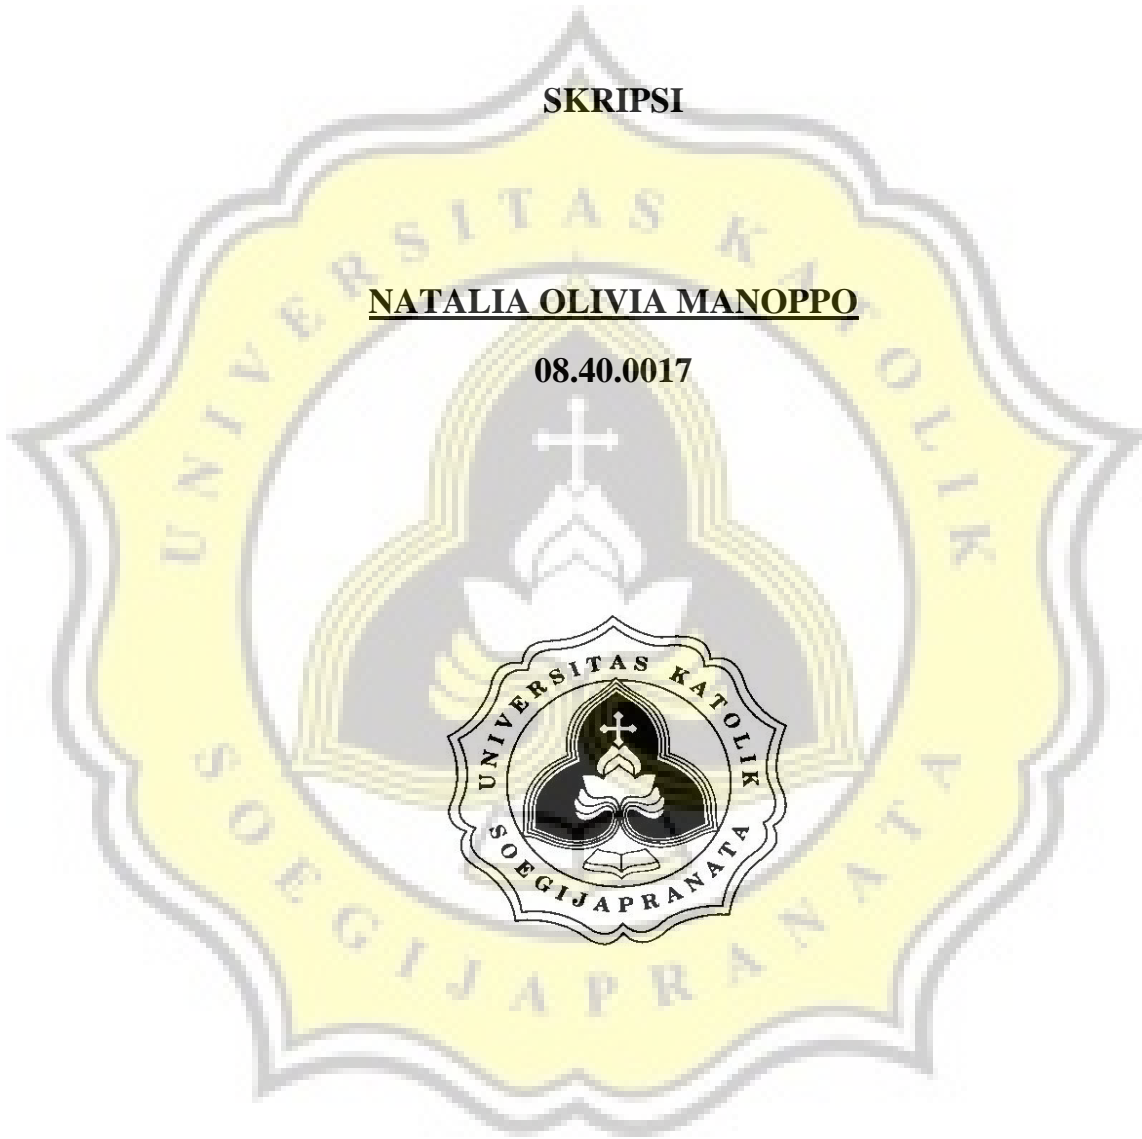 SKRIPSI
NATALIA OLIVIA MANOPPO
08.40.0017
UNIVERSITAS KATOLIK
SOEGIJAPRANATA
UNIVERSITAS KATOLIK
SOEGIJAPRANATA